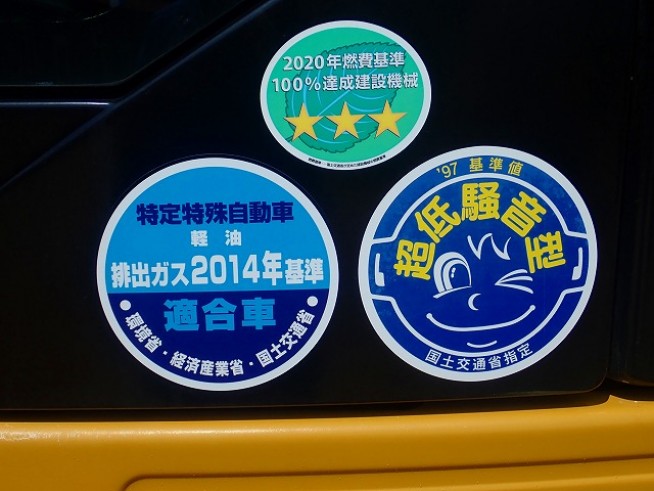 2020年燃費基準
100%達成建設機械
特定特殊自動車
軽油
排出ガス2014年基準
適合車
・環境省・経済産業省・国土交通省・
'97 基準値
超低騒音型
国土交通省指定